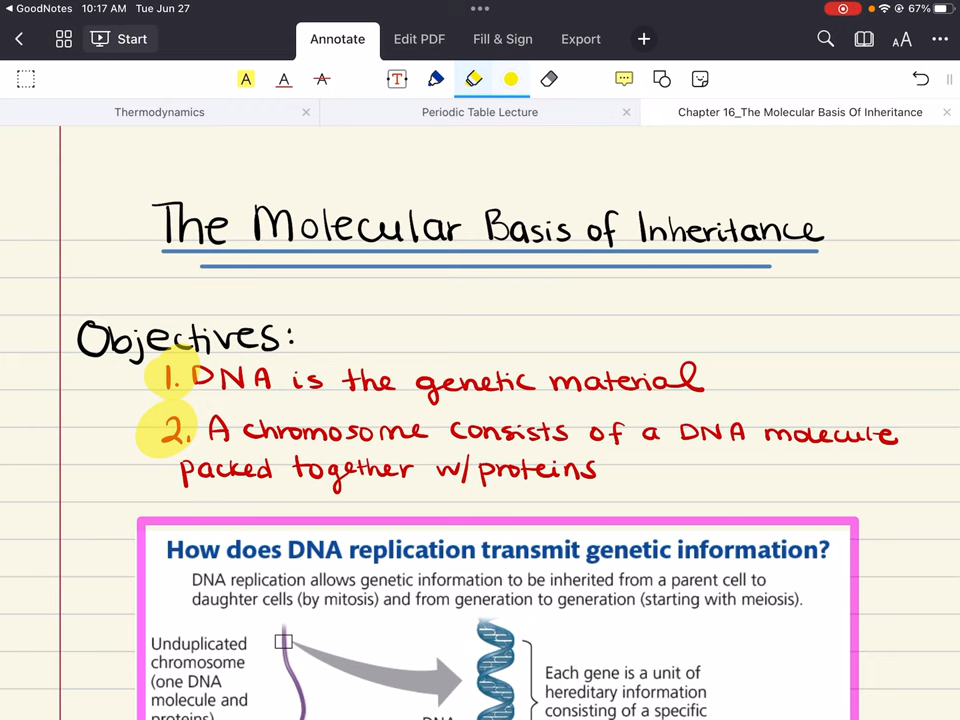 GoodNotes 10:17 AM Tue Jun 27 67%
Start Annotate Edit PDF Fill & Sign Export
A A A T AA
Thermodynamics Periodic Table Lecture Chapter 16_The Molecular Basis Of Inheritance
The Molecular Basis of Inheritance
Objectives:
1. DNA is the genetic material
2. A chromosome consists of a DNA molecule
packed together w/proteins
How does DNA replication transmit genetic information?
DNA replication allows genetic information to be inherited from a parent cell to
daughter cells (by mitosis) and from generation to generation (starting with meiosis).
Unduplicated
chromosome
(one DNA
molecule and
proteins)
DNA
Each gene is a unit of
hereditary information
consisting of a specific